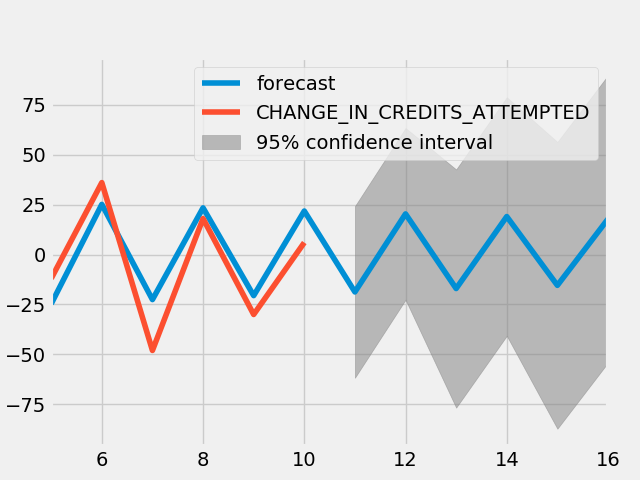 forecast
CHANGE_IN_CREDITS_ATTEMPTED
95% confidence interval
75
50
25
0
−25
−50
−75
6 8 10 12 14 16